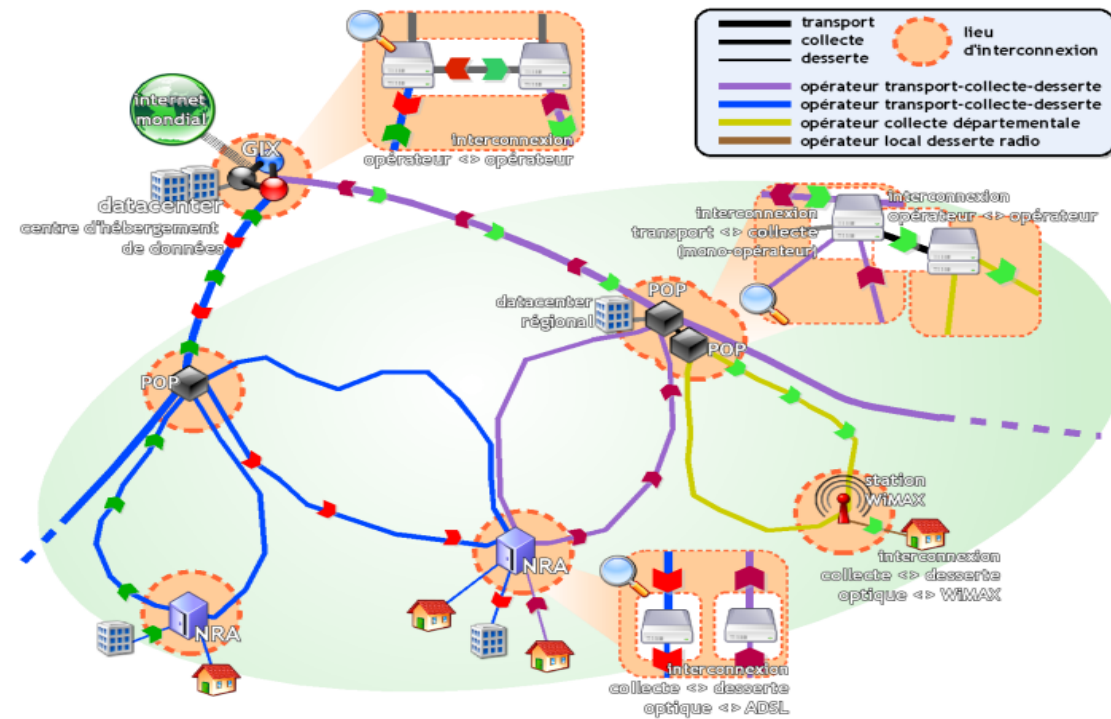 transport
collecte
desserte
lieu
d'interconnexion
opérateur transport-collecte-desserte
opérateur transport-collecte-desserte
opérateur collecte départementale
opérateur local desserte radio
internet
mondial
GIX
datacenter
centre d'hébergement
de données
interconnexion
opérateur <> opérateur
interconnexion
transport <> collecte
(mono-opérateur)
interconnexion
opérateur <> opérateur
datacenter
régional
POP
POP
POP
station
WiMAX
interconnexion
collecte <> desserte
optique <> WiMAX
NRA
NRA
interconnexion
collecte <> desserte
optique <> ADSL